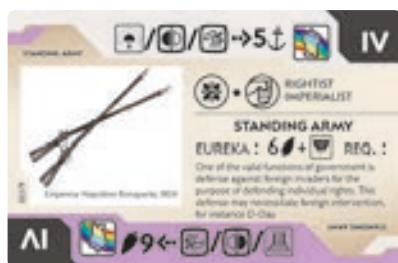 STANDING ARMY
5
IV
RIGHTIST
IMPERIALIST
STANDING ARMY
EUREKA: 6 + REQ.:
One of the valid functions of government is
defense against foreign invaders for the
purpose of defending individual rights. This
defense may necessitate foreign intervention,
for instance D-Day.
Emperor Napoléon Bonaparte, 1804
9
VI